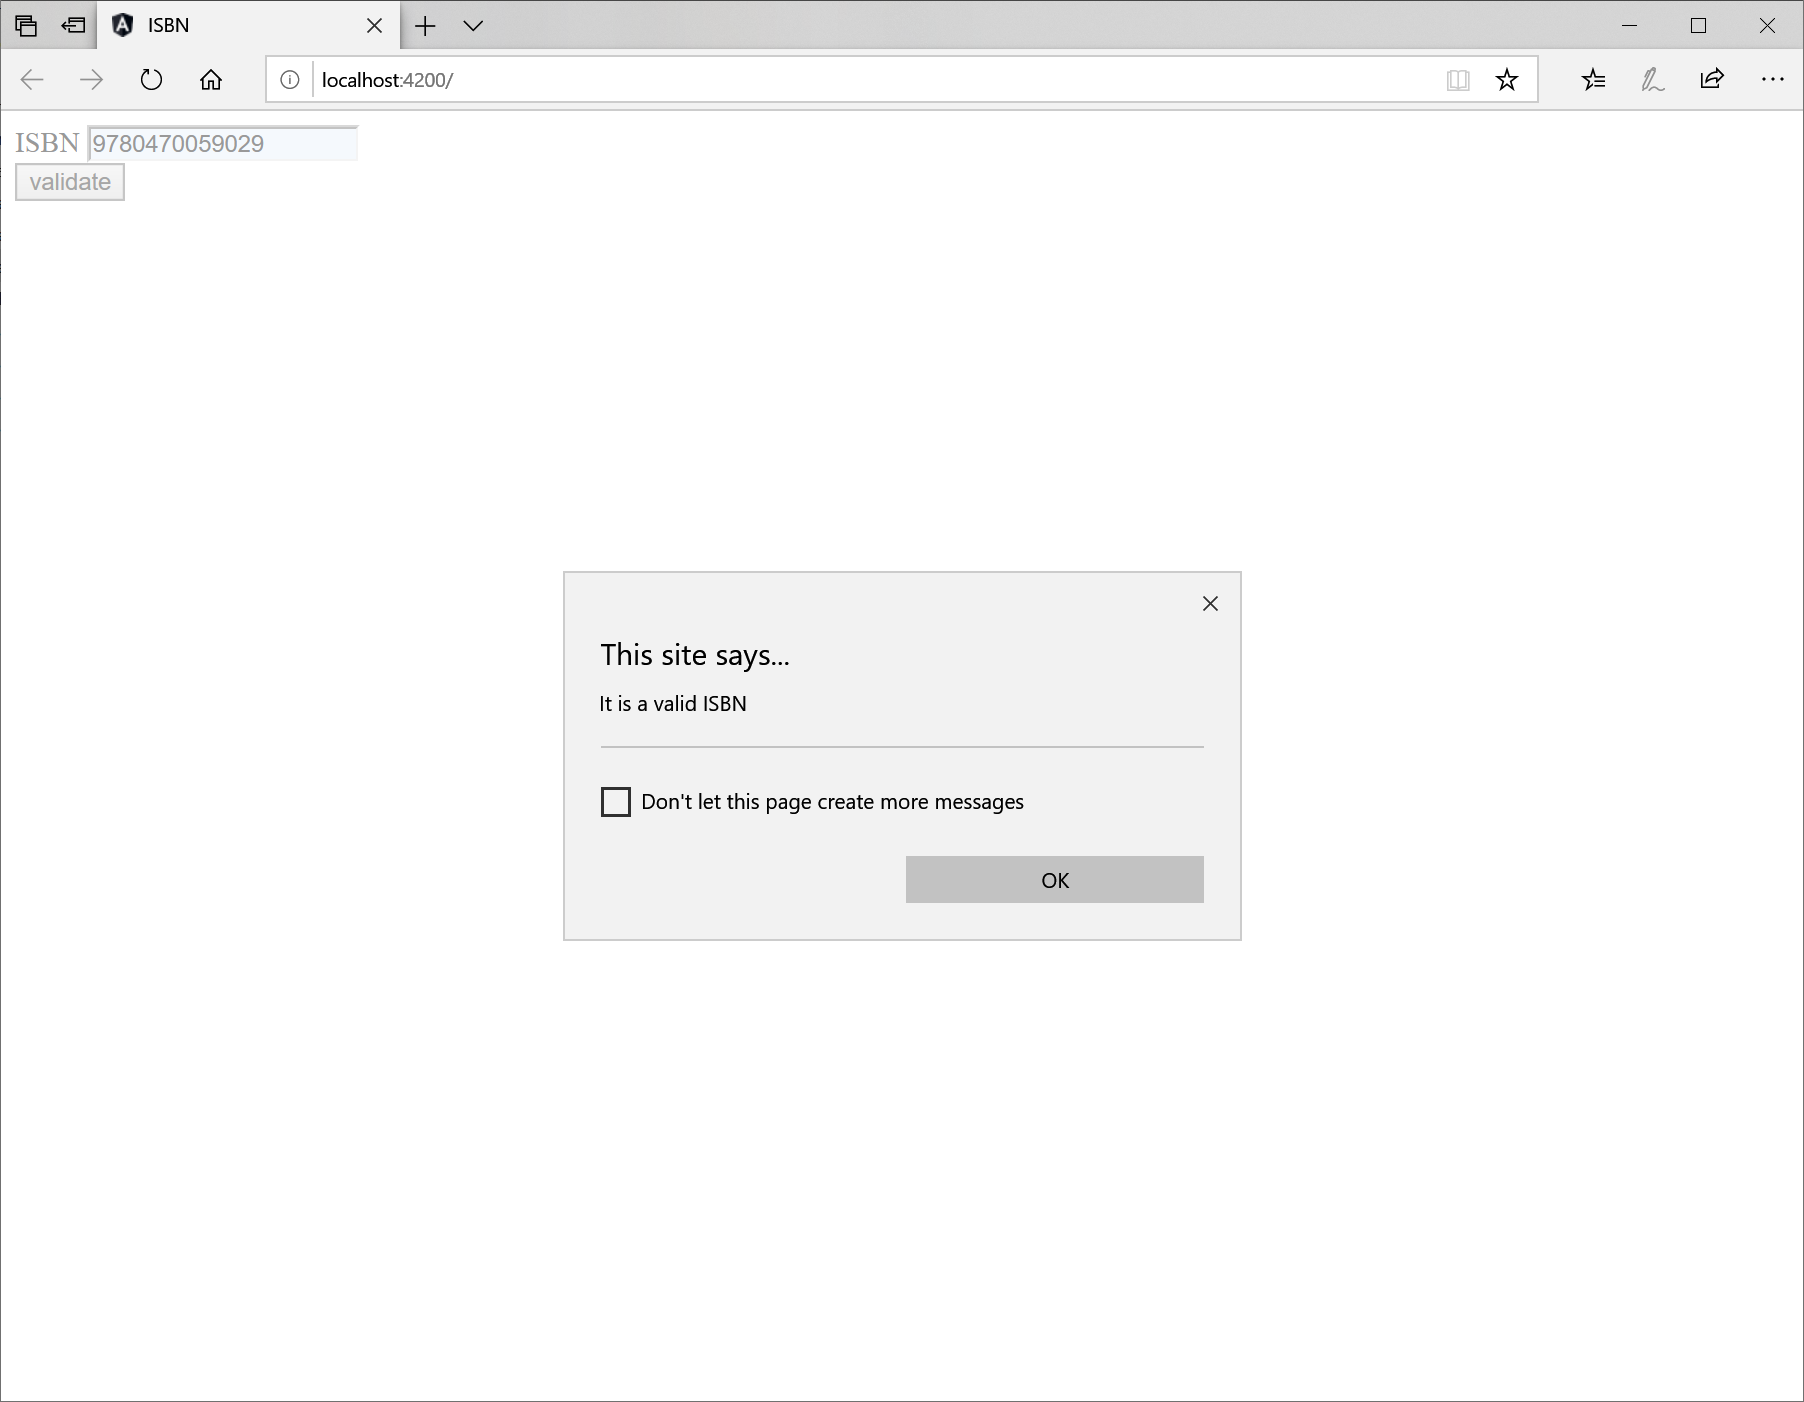 ISBN
localhost:4200/
ISBN 9780470059029
validate
This site says...
It is a valid ISBN
Don't let this page create more messages
OK